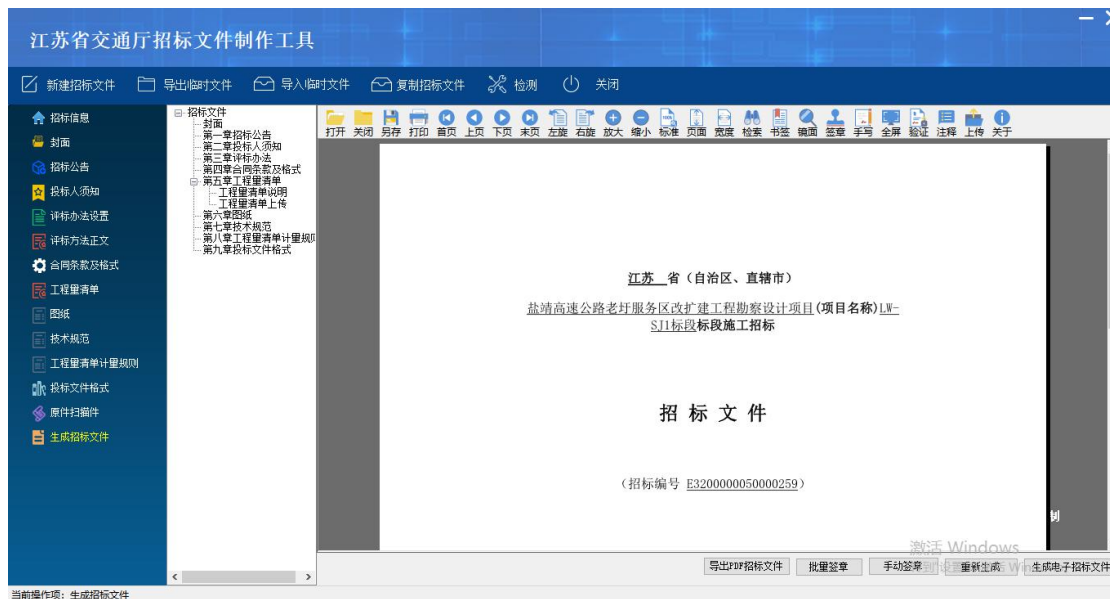 江苏省交通厅招标文件制作工具
新建招标文件 导出临时文件 导入临时文件 复制招标文件 检测 关闭
招标信息
封面
招标公告
投标人须知
评标办法设置
评标方法正文
合同条款及格式
工程量清单
图纸
技术规范
工程量清单计量规则
投标文件格式
原件扫描件
生成招标文件
招标文件
封面
第一章招标公告
第二章投标人须知
第三章评标办法
第四章合同条款及格式
第五章工程量清单
工程量清单说明
工程量清单上传
第六章图纸
第七章技术规范
第八章工程量清单计量规则
第九章投标文件格式
打开 关闭 另存 打印 首页 上页 下页 末页 左旋 右旋 放大 缩小 标准 页面 宽度 检索 书签 镜面 签章 手写 全屏 验证 注释 上传 关于
江苏 省（自治区、直辖市）
盐靖高速公路老圩服务区改扩建工程勘察设计项目(项目名称)LW-
SJ1标段标段施工招标
招 标 文 件
（招标编号 E3200000050000259）
制
激活 Windows
导出PDF招标文件 批量签章 手动签章 重新生成 生成电子招标文件
当前操作项: 生成招标文件